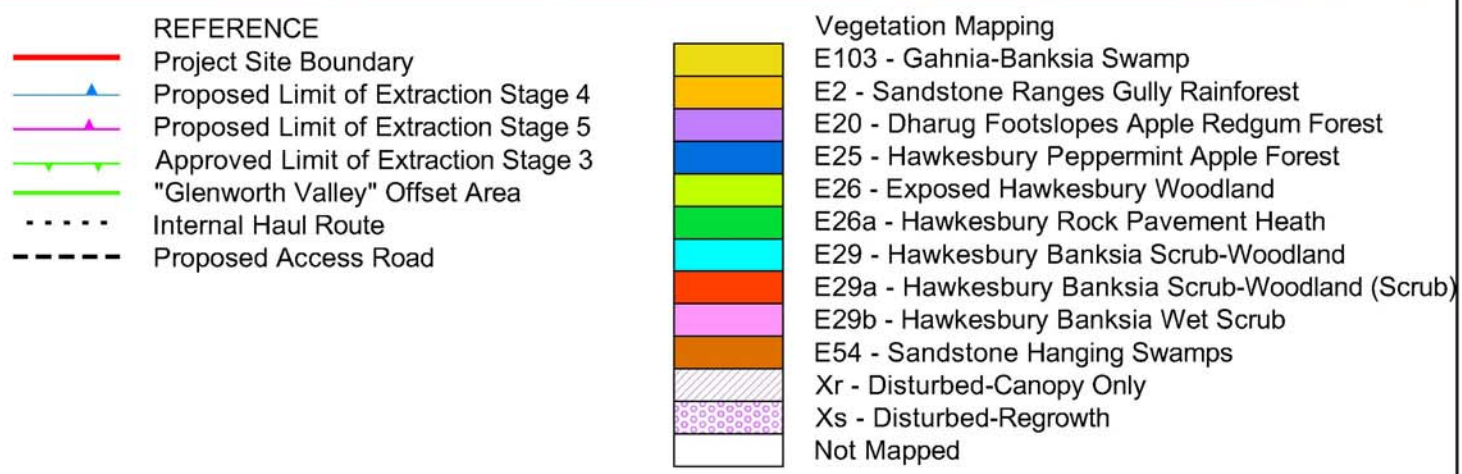 REFERENCE
Project Site Boundary
Proposed Limit of Extraction Stage 4
Proposed Limit of Extraction Stage 5
Approved Limit of Extraction Stage 3
"Glenworth Valley" Offset Area
Internal Haul Route
Proposed Access Road
Vegetation Mapping
E103 - Gahnia-Banksia Swamp
E2 - Sandstone Ranges Gully Rainforest
E20 - Dharug Footslopes Apple Redgum Forest
E25 - Hawkesbury Peppermint Apple Forest
E26 - Exposed Hawkesbury Woodland
E26a - Hawkesbury Rock Pavement Heath
E29 - Hawkesbury Banksia Scrub-Woodland
E29a - Hawkesbury Banksia Scrub-Woodland (Scrub)
E29b - Hawkesbury Banksia Wet Scrub
E54 - Sandstone Hanging Swamps
Xr - Disturbed-Canopy Only
Xs - Disturbed-Regrowth
Not Mapped